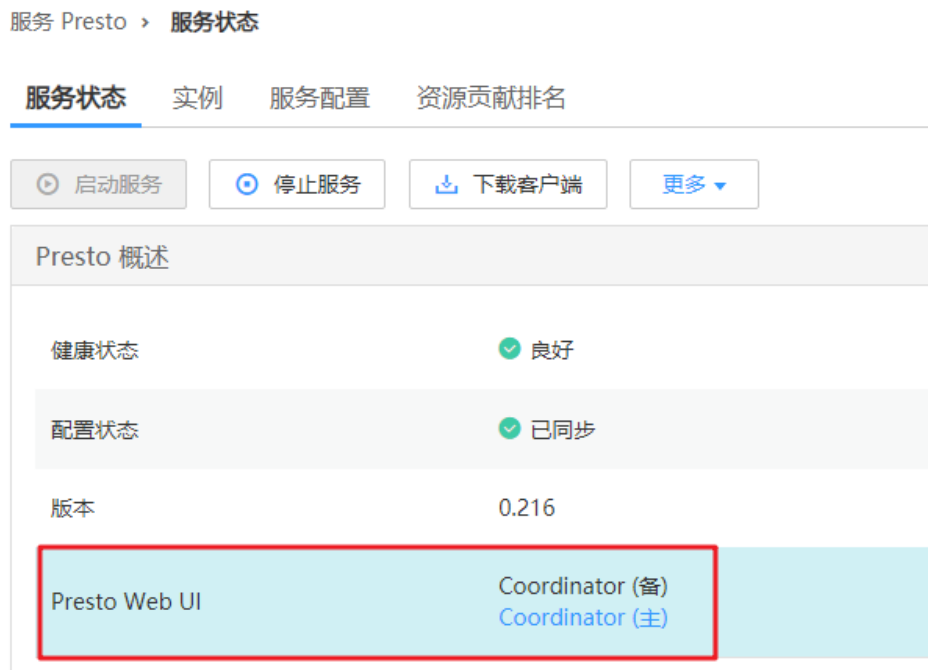 服务 Presto › 服务状态
服务状态 实例 服务配置 资源贡献排名
启动服务 停止服务 下载客户端 更多
Presto 概述
健康状态 良好
配置状态 已同步
版本 0.216
Presto Web UI Coordinator (备)
Coordinator (主)